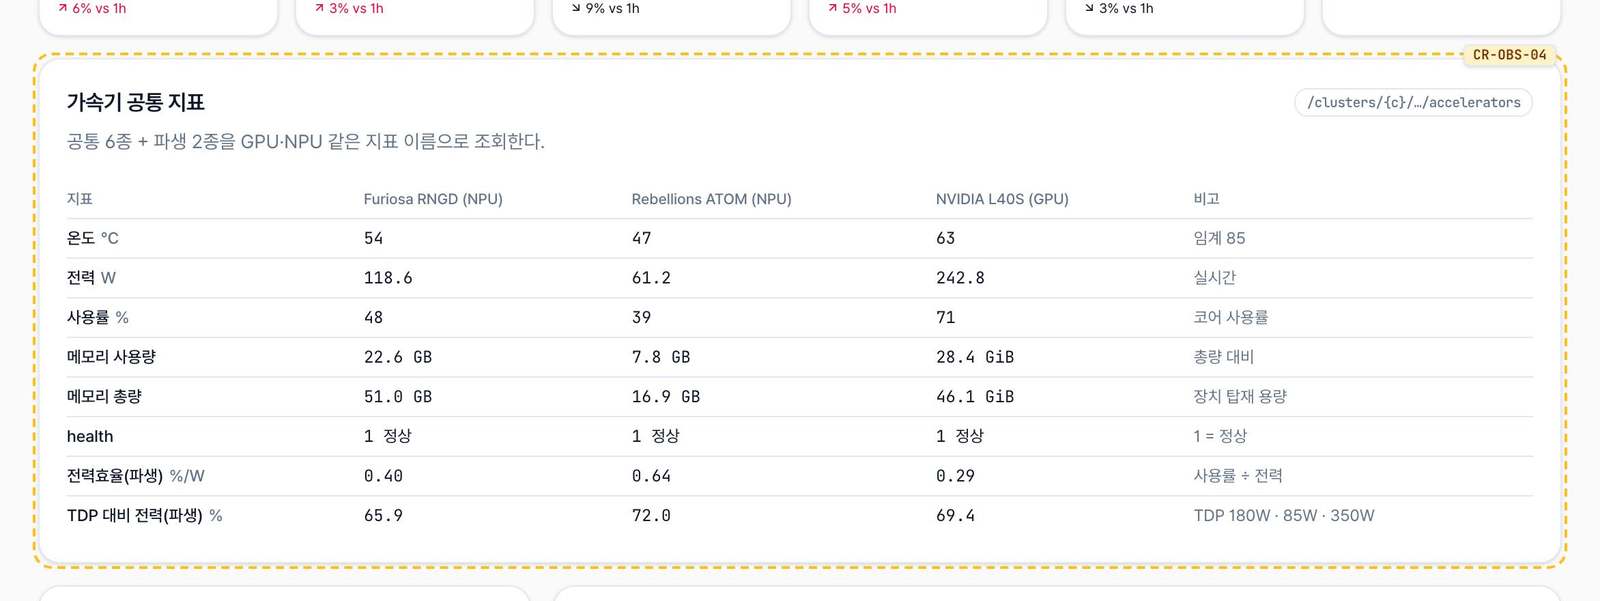 ↗ 6% vs 1h ↗ 3% vs 1h ↘ 9% vs 1h ↗ 5% vs 1h ↘ 3% vs 1h
CR-OBS-04
가속기 공통 지표 /clusters/{c}/…/accelerators
공통 6종 + 파생 2종을 GPU·NPU 같은 지표 이름으로 조회한다.
지표 Furiosa RNGD (NPU) Rebellions ATOM (NPU) NVIDIA L40S (GPU) 비고
온도 °C 54 47 63 임계 85
전력 W 118.6 61.2 242.8 실시간
사용률 % 48 39 71 코어 사용률
메모리 사용량 22.6 GB 7.8 GB 28.4 GiB 총량 대비
메모리 총량 51.0 GB 16.9 GB 46.1 GiB 장치 탑재 용량
health 1 정상 1 정상 1 정상 1 = 정상
전력효율(파생) %/W 0.40 0.64 0.29 사용률 ÷ 전력
TDP 대비 전력(파생) % 65.9 72.0 69.4 TDP 180W · 85W · 350W